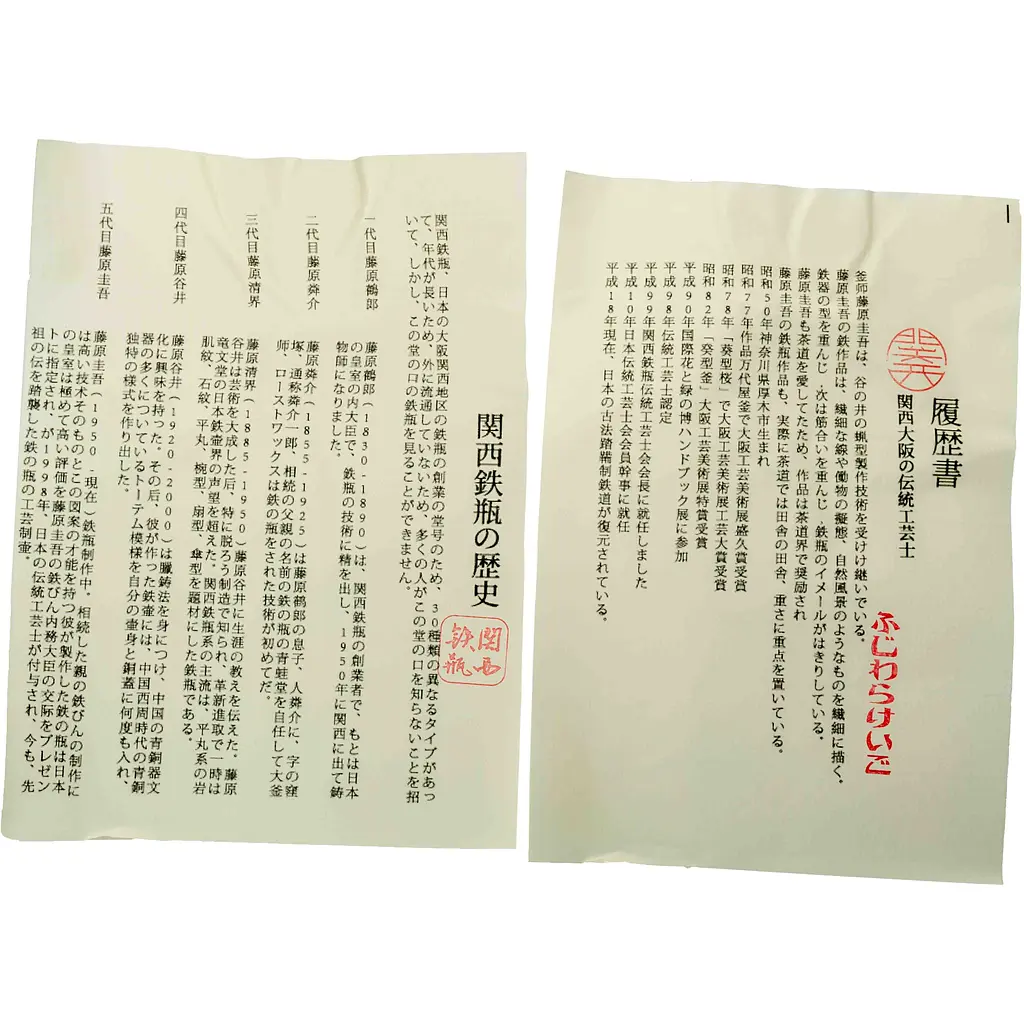 履歴書
関西大阪の伝統工芸士
ふじわらけいご
釜師藤原圭吾は、谷の井の蝋型製作技術を受けけ継いでいる。
藤原圭吾の鉄作品は、繊細な線や働物の擬態、自然風景のようなものを繊細に描く。
鉄器の型を重んじ、次は筋合いを重んじ、鉄瓶のイメールがはきりしている。
藤原圭吾も茶道を愛してたため、作品は茶道界で奨励され
藤原圭吾の鉄瓶作品も、実際に茶道では田舎の田舎、重さに重点を置いている。
昭和50年神奈川県厚木市生まれ
昭和77年作品万代屋釜で大阪工芸美術展盛久賞受賞
昭和78年「葵型桜」で大阪工芸美術展工芸大賞受賞
昭和82年「葵型釜」大阪工芸美術展特賞受賞
平成90年国際花と緑の博ハンドブック展に参加
平成98年伝統工芸士認定
平成99年関西鉄瓶伝統工芸士会会長に就任しました
平成10年日本伝統工芸士会会員幹事に就任
平成18年現在、日本の古法踏鞴制鉄道が復元されている。
関西鉄瓶の歴史
関西
鉄瓶
関西鉄瓶、日本の大阪関西地区の鉄瓶の創業の堂号のため、30種類の異なるタイプがあっ
て、年代が長いため、外に流通していないため、多くの人がこの堂の口を知らないことを招
いて、しかし、この堂の口の鉄瓶を見ることができません。
一代目藤原鶴郎
藤原鶴郎(1830-1890)は、関西鉄瓶の創業者で、もとは日本
の皇室の内大臣で、鉄瓶の技術に精を出し、1950年に関西に出て鋳
物師になりました。
二代目藤原粦介
藤原粦介(1855-1925)は藤原鶴郎の息子、人粦介に、字の窪
塚、通称粦介一郎、相続の父親の名前の鉄の瓶の青蛙堂を自任して大釜
師、ローストワックスは鉄の瓶をされた技術が初めてだ。
三代目藤原清界
藤原清界(1885-1950)藤原谷井に生涯の教えを伝えた。藤原
谷井は芸術を大成した后、特に脱ろう制造で知られ、革新進取で一時は
竜文堂の日本鉄壺界の声望を超えた。関西鉄瓶系の主流は、平丸系の岩
肌紋、石紋、平丸、椀型、扇型、傘型を題材にした鉄瓶である。
四代目藤原谷井
藤原谷井(1920-2000)は臘鋳法を身につけ、中国の青銅器文
化に興味を持った。その后、彼が作った鉄壺には、中国西周時代の青銅
器の多くについているトーテム模様を自分の壷身と銅蓋に何度も入れ、
独特の様式を作り出した。
五代目藤原圭吾
藤原圭吾(1950-現在)鉄瓶制作中。相続した親の鉄びんの制作に
は高い技術そのものとこの図案の才能を持つ彼が製作した鉄の瓶は日本
の皇室は極めて高い評価を藤原圭吾の鉄びん内務大臣の交際をプレゼン
トに指定され、が1998年、日本の伝統工芸士が付与され、今も、先
祖の伝を踏襲した鉄の瓶の工芸制壺。